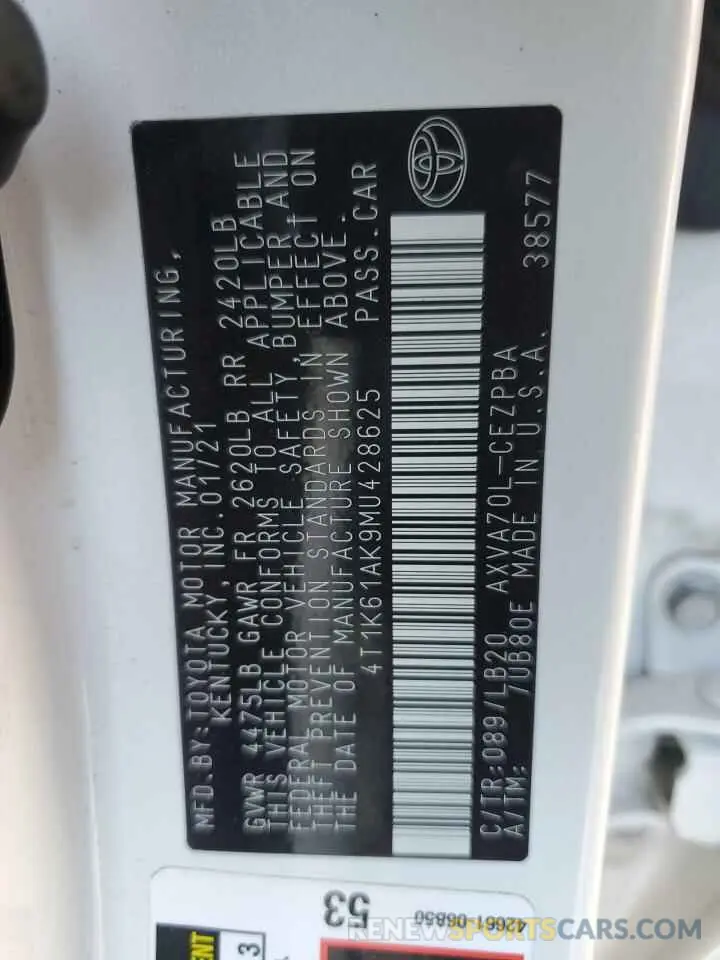 MFD.BY:TOYOTA MOTOR MANUFACTURING,
KENTUCKY, INC.01/21
GVWR 4475LB GAWR FR 2620LB RR 2420LB
THIS VEHICLE CONFORMS TO ALL APPLICABLE
FEDERAL MOTOR VEHICLE SAFETY,BUMPER AND
THEFT PREVENTION STANDARDS IN EFFECT ON
THE DATE OF MANUFACTURE SHOWN ABOVE.
4T1K61AK9MU428625 PASS.CAR
C/TR:089/LB20 AXVA70L-CEZPBA
A/TM: 70B80E MADE IN U.S.A. 38577
53
42661-06850
3
RENEWSPORTSCARS.COM